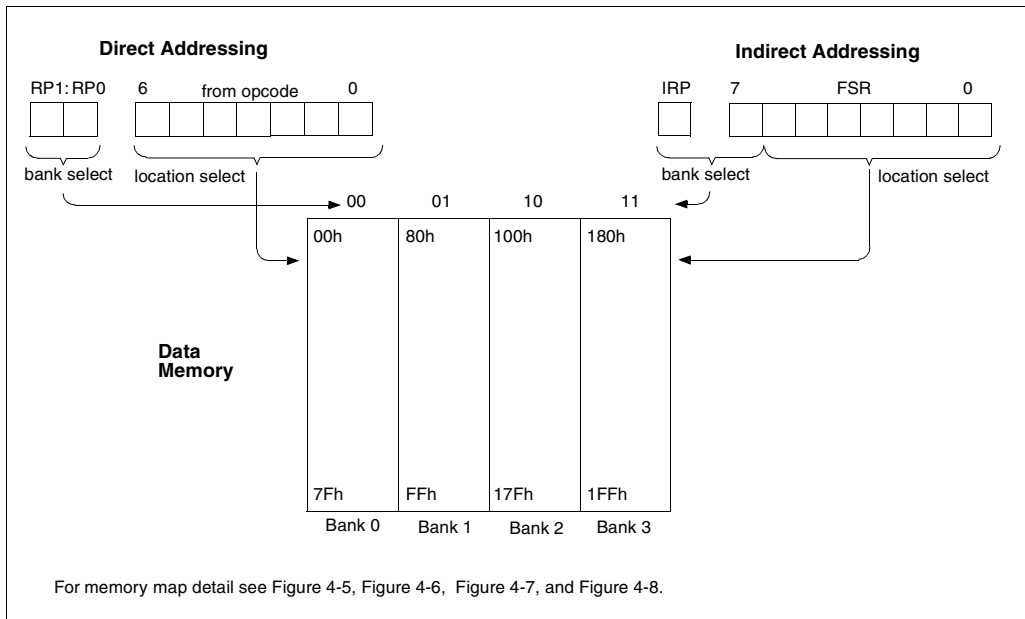 Direct Addressing
Indirect Addressing
RP1:RP0 6 from opcode 0
IRP 7 FSR 0
bank select location select
bank select location select
00 01 10 11
00h 80h 100h 180h
Data
Memory
7Fh FFh 17Fh 1FFh
Bank 0 Bank 1 Bank 2 Bank 3
For memory map detail see Figure 4-5, Figure 4-6, Figure 4-7, and Figure 4-8.